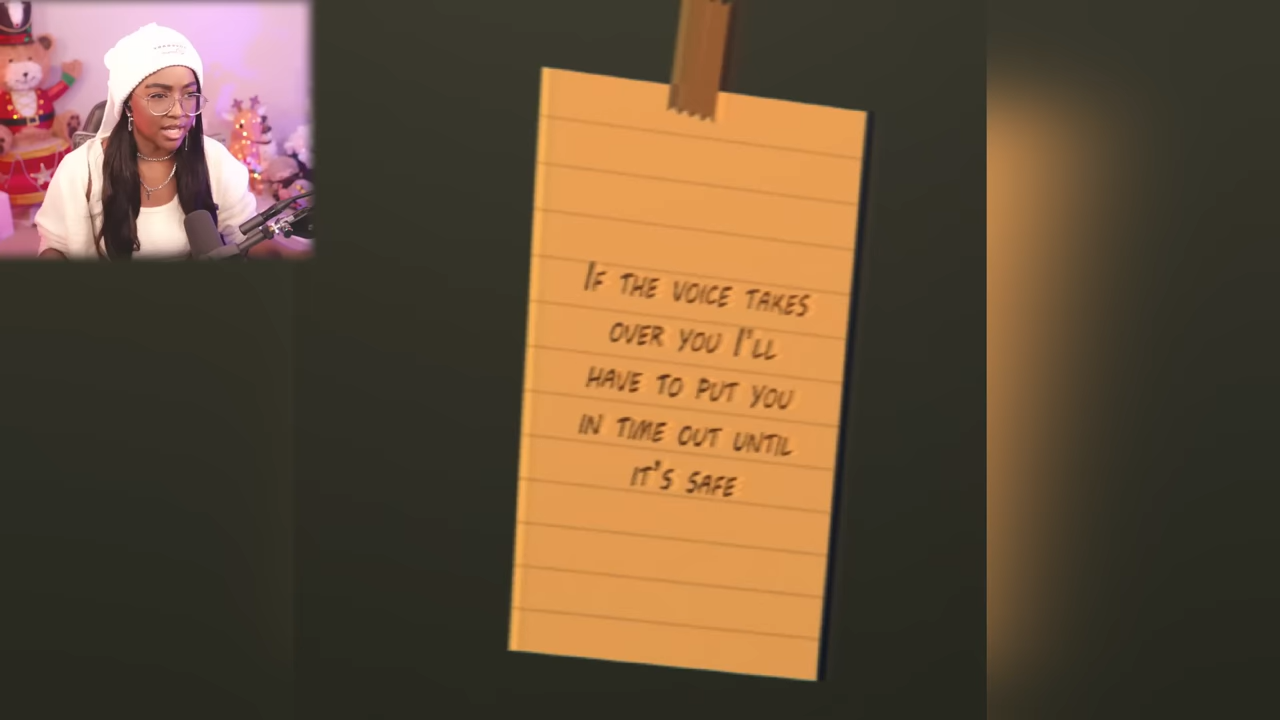 If the voice takes
over you I'll
have to put you
in time out until
it's safe